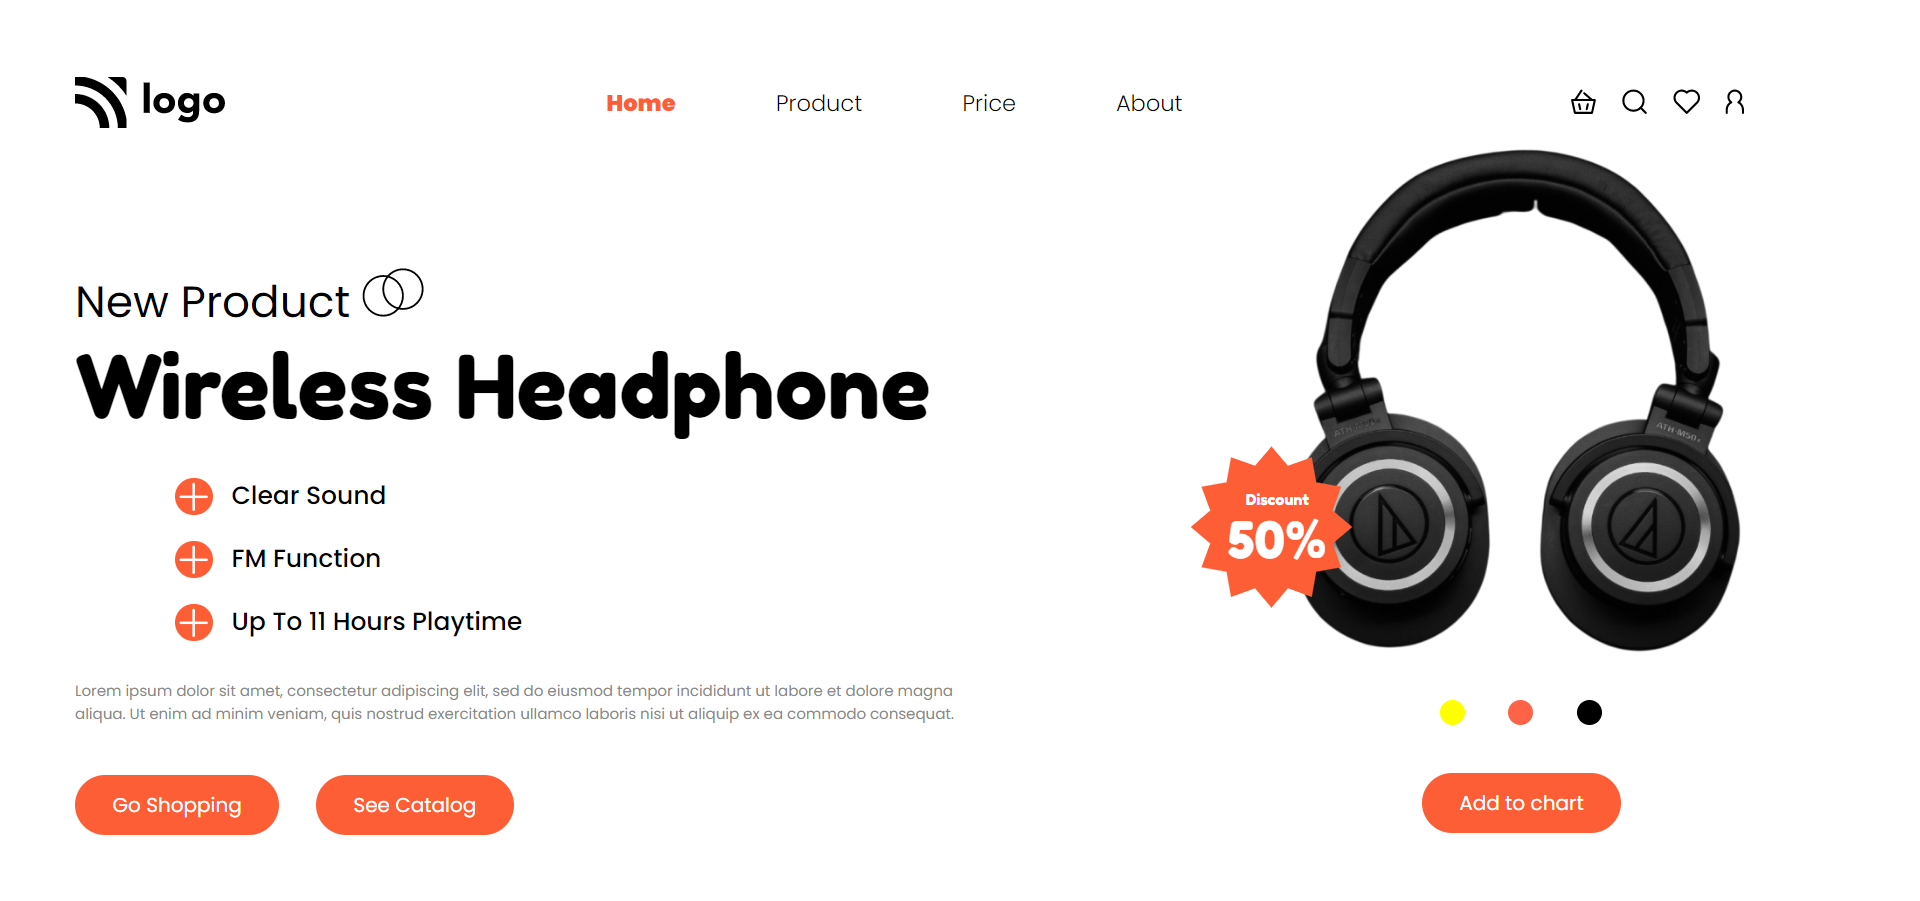 logo
Home Product Price About
New Product
Wireless Headphone
Clear Sound
FM Function
Up To 11 Hours Playtime
Lorem ipsum dolor sit amet, consectetur adipiscing elit, sed do eiusmod tempor incididunt ut labore et dolore magna
aliqua. Ut enim ad minim veniam, quis nostrud exercitation ullamco laboris nisi ut aliquip ex ea commodo consequat.
Go Shopping
See Catalog
ATH-M50x
ATH-M50x
Discount
50%
Add to chart